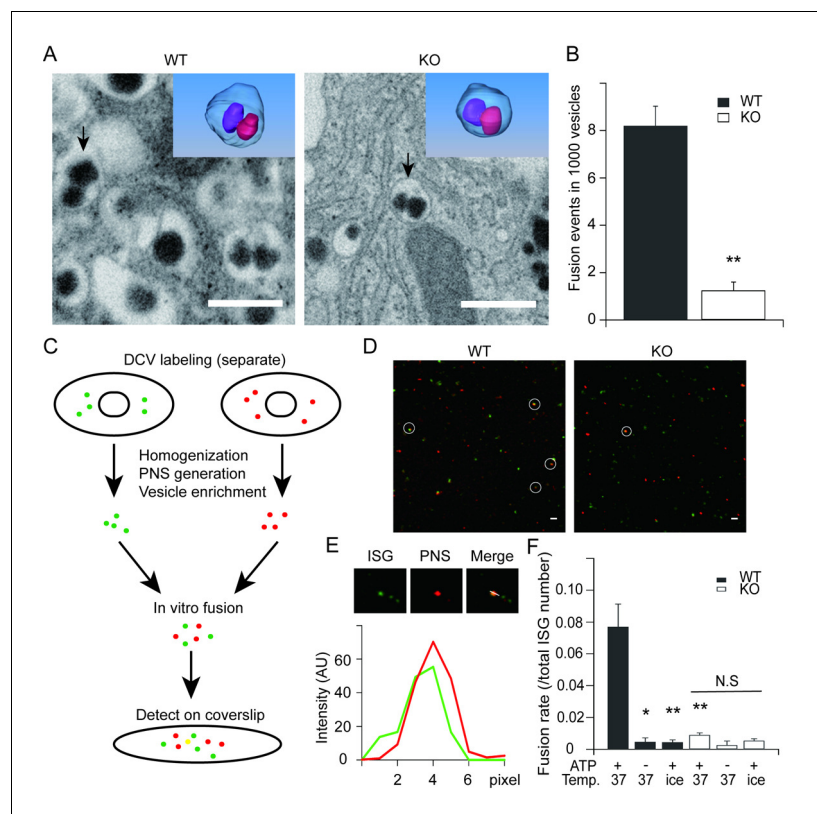 A
WT
KO
B
Fusion events in 1000 vesicles
8
6
4
2
0
WT
KO
**
C
DCV labeling (separate)
Homogenization
PNS generation
Vesicle enrichment
In vitro fusion
Detect on coverslip
D
WT
KO
E
ISG PNS Merge
Intensity (AU)
60
40
20
0
2 4 6 pixel
F
Fusion rate (/total ISG number)
0.10
0.08
0.06
0.04
0.02
0
WT
KO
N.S
* ** **
ATP + - + + - +
Temp. 37 37 ice 37 37 ice